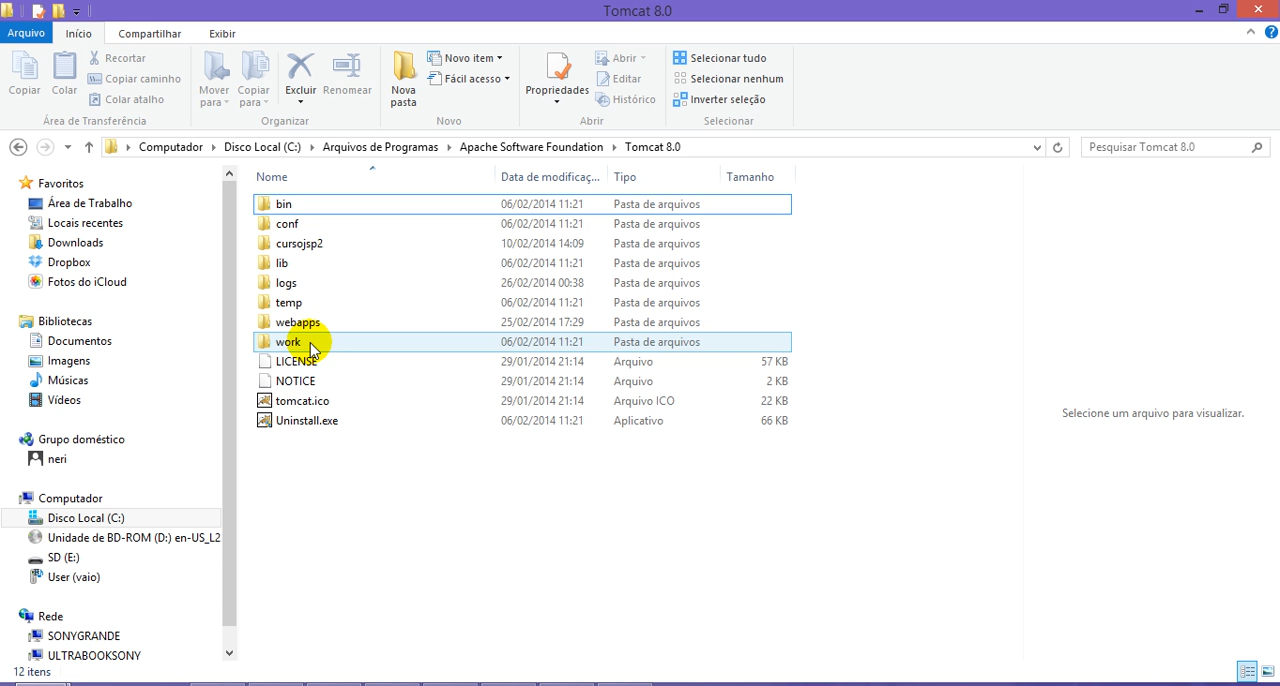 Tomcat 8.0
Arquivo Início Compartilhar Exibir
Copiar
Colar
Recortar
Copiar caminho
Colar atalho
Área de Transferência
Mover para
Copiar para
Excluir
Renomear
Organizar
Nova pasta
Novo item
Fácil acesso
Novo
Propriedades
Abrir
Editar
Histórico
Abrir
Selecionar tudo
Selecionar nenhum
Inverter seleção
Selecionar
Computador Disco Local (C:) Arquivos de Programas Apache Software Foundation Tomcat 8.0
Pesquisar Tomcat 8.0
Favoritos
Área de Trabalho
Locais recentes
Downloads
Dropbox
Fotos do iCloud
Bibliotecas
Documentos
Imagens
Músicas
Vídeos
Grupo doméstico
neri
Computador
Disco Local (C:)
Unidade de BD-ROM (D:) en-US_L2
SD (E:)
User (vaio)
Rede
SONYGRANDE
ULTRABOOKSONY
Nome Data de modificaç... Tipo Tamanho
bin 06/02/2014 11:21 Pasta de arquivos
conf 06/02/2014 11:21 Pasta de arquivos
cursojsp2 10/02/2014 14:09 Pasta de arquivos
lib 06/02/2014 11:21 Pasta de arquivos
logs 26/02/2014 00:38 Pasta de arquivos
temp 06/02/2014 11:21 Pasta de arquivos
webapps 25/02/2014 17:29 Pasta de arquivos
work 06/02/2014 11:21 Pasta de arquivos
LICENSE 29/01/2014 21:14 Arquivo 57 KB
NOTICE 29/01/2014 21:14 Arquivo 2 KB
tomcat.ico 29/01/2014 21:14 Arquivo ICO 22 KB
Uninstall.exe 06/02/2014 11:21 Aplicativo 66 KB
Selecione um arquivo para visualizar.
12 itens